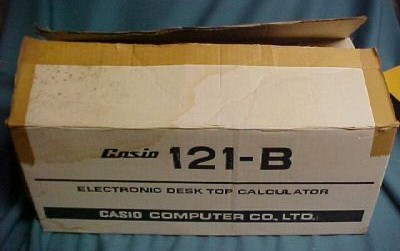 Casio 121-B
ELECTRONIC DESK TOP CALCULATOR
CASIO COMPUTER CO., LTD.